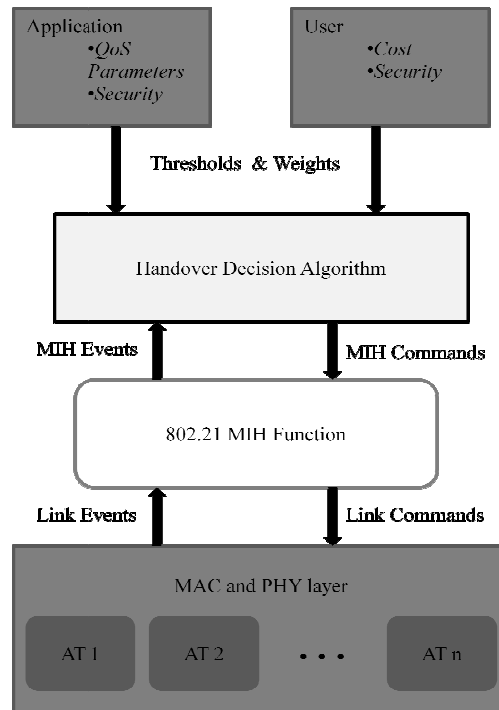 Application
•QoS
Parameters
•Security
User
•Cost
•Security
Thresholds & Weights
Handover Decision Algorithm
MIH Events
MIH Commands
802.21 MIH Function
Link Events
Link Commands
MAC and PHY layer
AT 1
AT 2
• • •
AT n